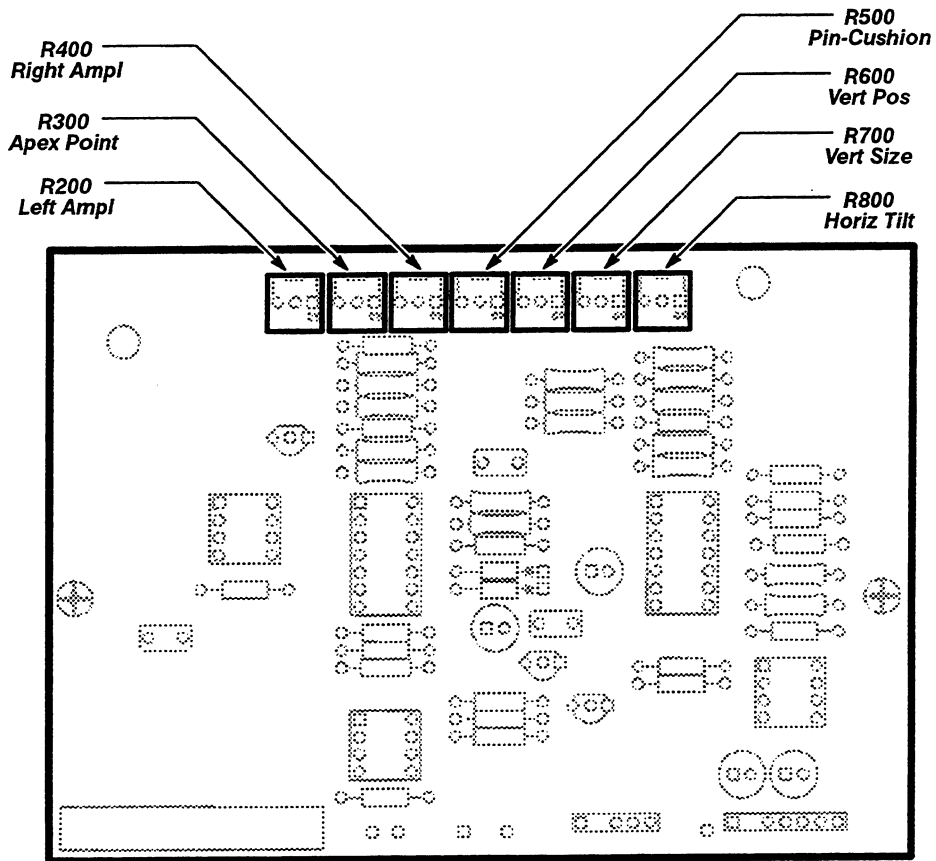 R400
Right Ampl
R300
Apex Point
R200
Left Ampl
R500
Pin-Cushion
R600
Vert Pos
R700
Vert Size
R800
Horiz Tilt